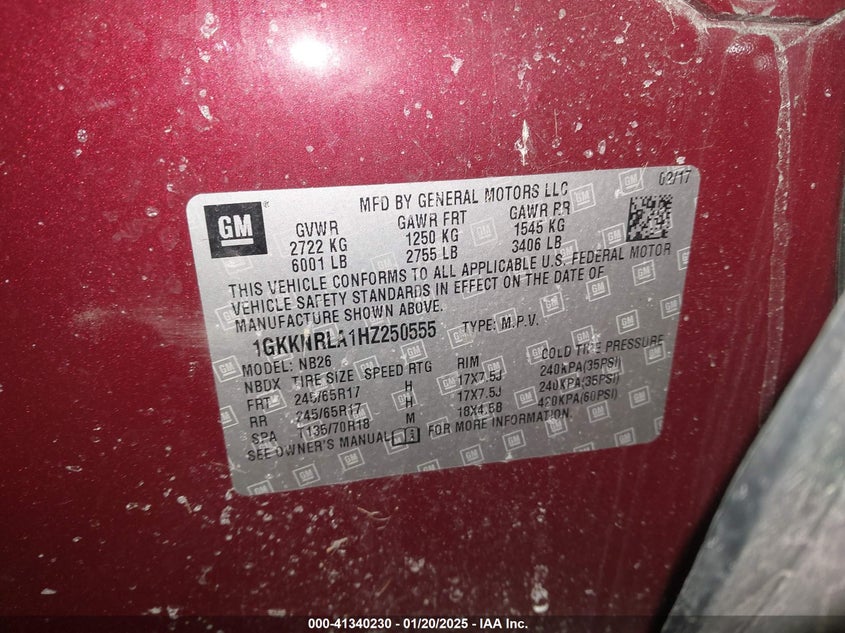 02/17
MFD BY GENERAL MOTORS LLC
GM
GVWR GAWR FRT GAWR RR
2722 KG 1250 KG 1545 KG
6001 LB 2755 LB 3406 LB
THIS VEHICLE CONFORMS TO ALL APPLICABLE U.S. FEDERAL MOTOR
VEHICLE SAFETY STANDARDS IN EFFECT ON THE DATE OF
MANUFACTURE SHOWN ABOVE.
1GKKNRLA1HZ250555 TYPE: M.P.V.
MODEL: NB26
NBDX TIRE SIZE SPEED RTG RIM COLD TIRE PRESSURE
FRT 245/65R17 H 17X7.5J 240KPA(35PSI)
RR 245/65R17 H 17X7.5J 240KPA(35PSI)
SPA T135/70R18 M 18X4.5B 420KPA(60PSI)
SEE OWNER'S MANUAL FOR MORE INFORMATION.
000-41340230 - 01/20/2025 - IAA Inc.